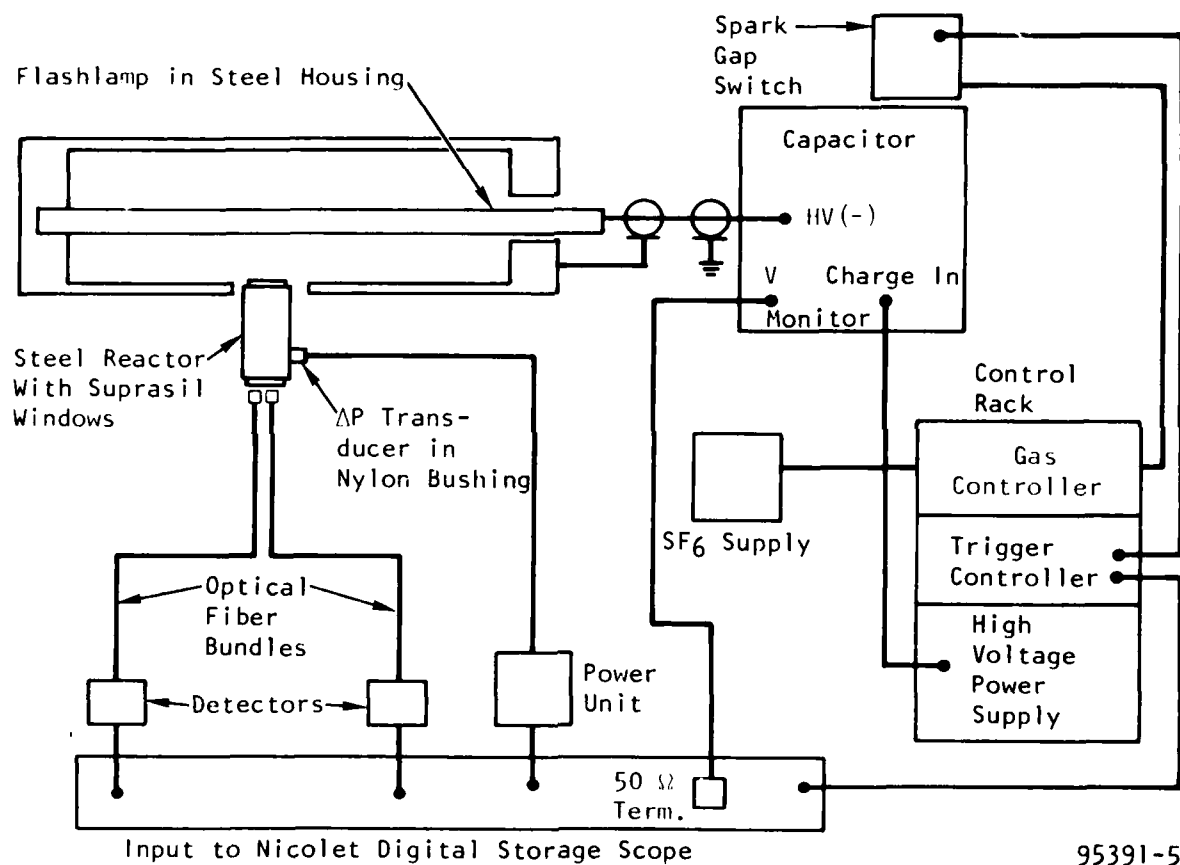 Spark
Gap
Switch
Flashlamp in Steel Housing
Capacitor
HV(-)
V
Monitor
Charge In
Steel Reactor
With Suprasil
Windows
ΔP Trans-
ducer in
Nylon Bushing
Control
Rack
Gas
Controller
SF6 Supply
Trigger
Controller
Optical
Fiber
Bundles
High
Voltage
Power
Supply
Power
Unit
Detectors
50 Ω
Term.
Input to Nicolet Digital Storage Scope
95391-5